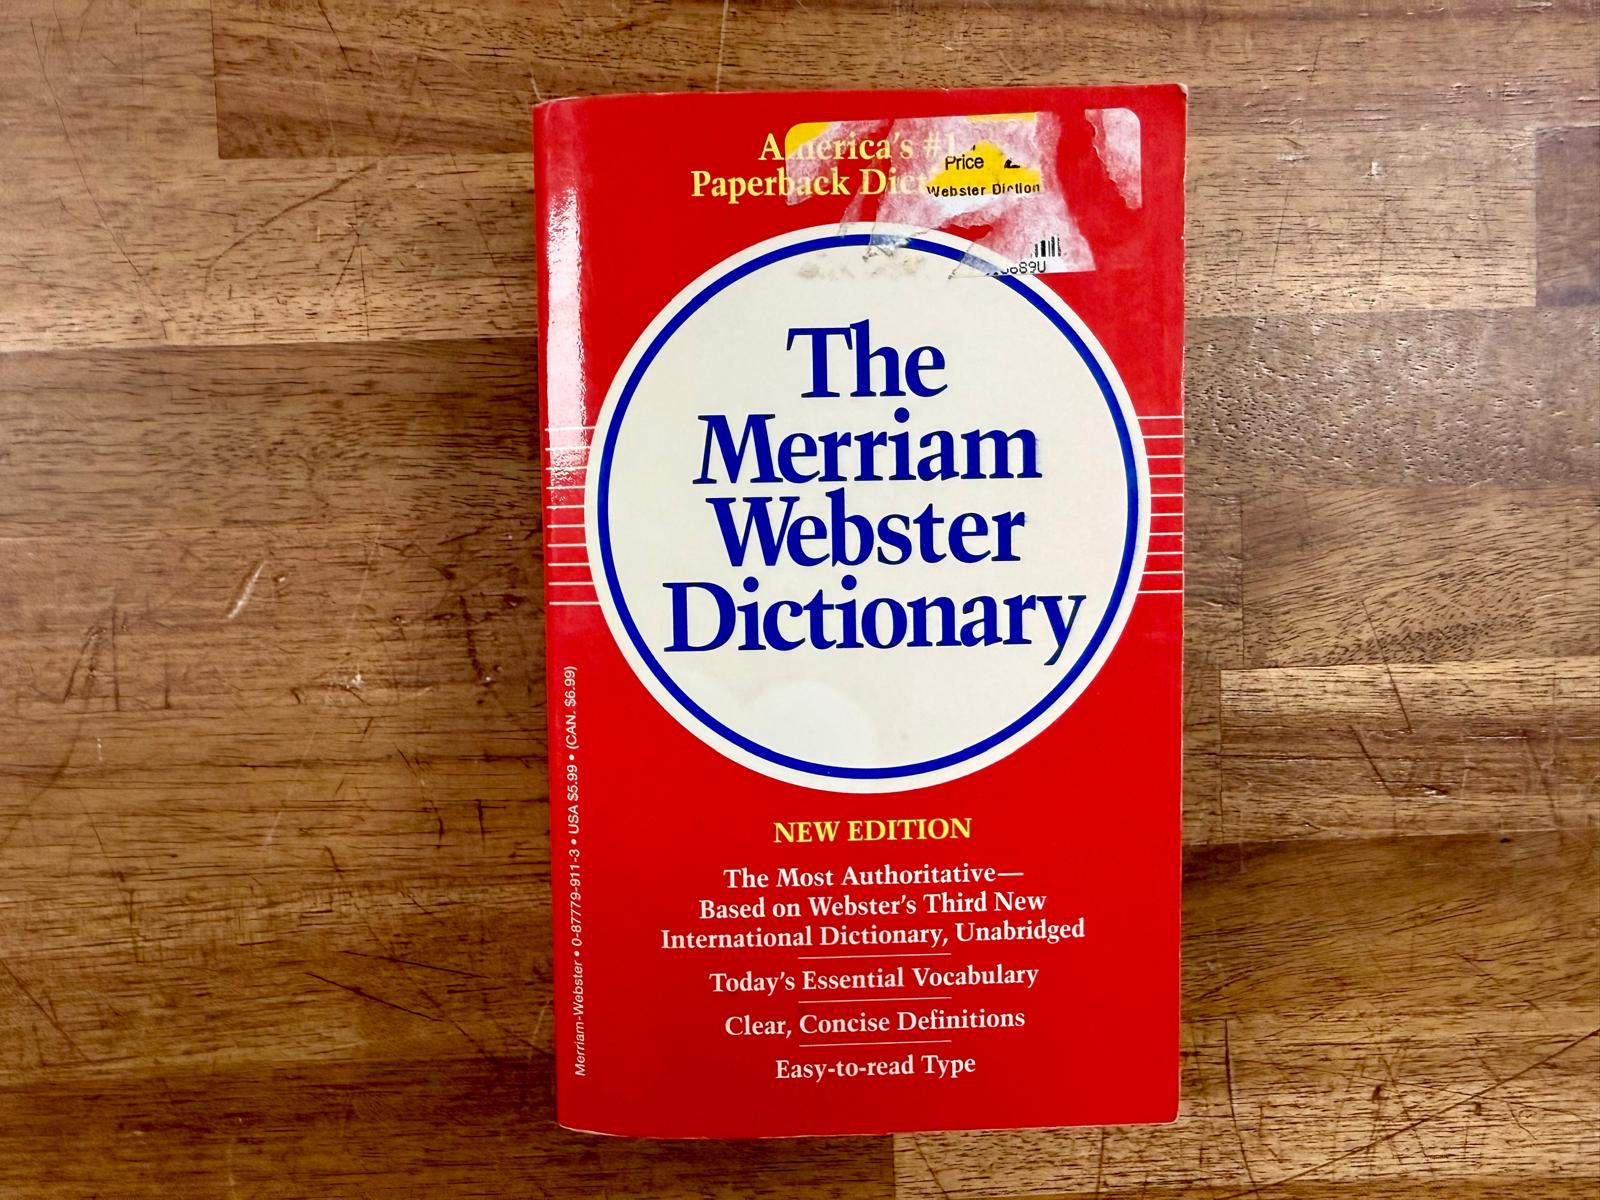 America's #1
Paperback
Price
Webster Diction
689U
The
Merriam
Webster
Dictionary
NEW EDITION
The Most Authoritative—
Based on Webster's Third New
International Dictionary, Unabridged
Today's Essential Vocabulary
Clear, Concise Definitions
Easy-to-read Type
Merriam-Webster • 0-87779-911-3 • USA $5.99 • (CAN. $6.99)